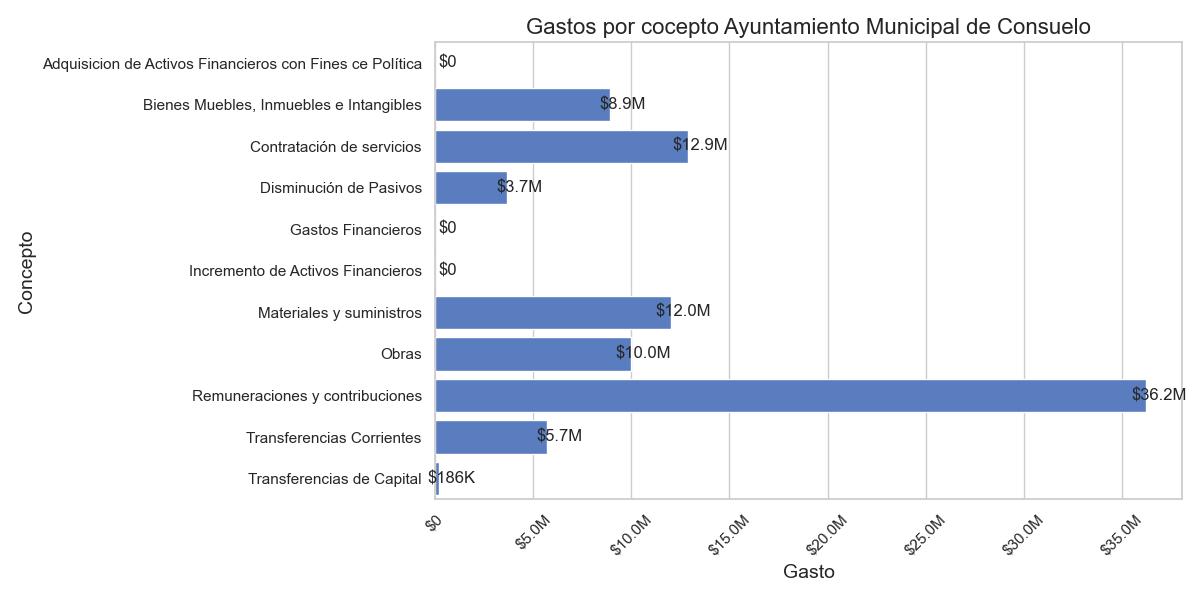 Gastos por cocepto Ayuntamiento Municipal de Consuelo
Concepto
Adquisicion de Activos Financieros con Fines ce Política $0
Bienes Muebles, Inmuebles e Intangibles $8.9M
Contratación de servicios $12.9M
Disminución de Pasivos $3.7M
Gastos Financieros $0
Incremento de Activos Financieros $0
Materiales y suministros $12.0M
Obras $10.0M
Remuneraciones y contribuciones $36.2M
Transferencias Corrientes $5.7M
Transferencias de Capital $186K
$0 $5.0M $10.0M $15.0M $20.0M $25.0M $30.0M $35.0M
Gasto